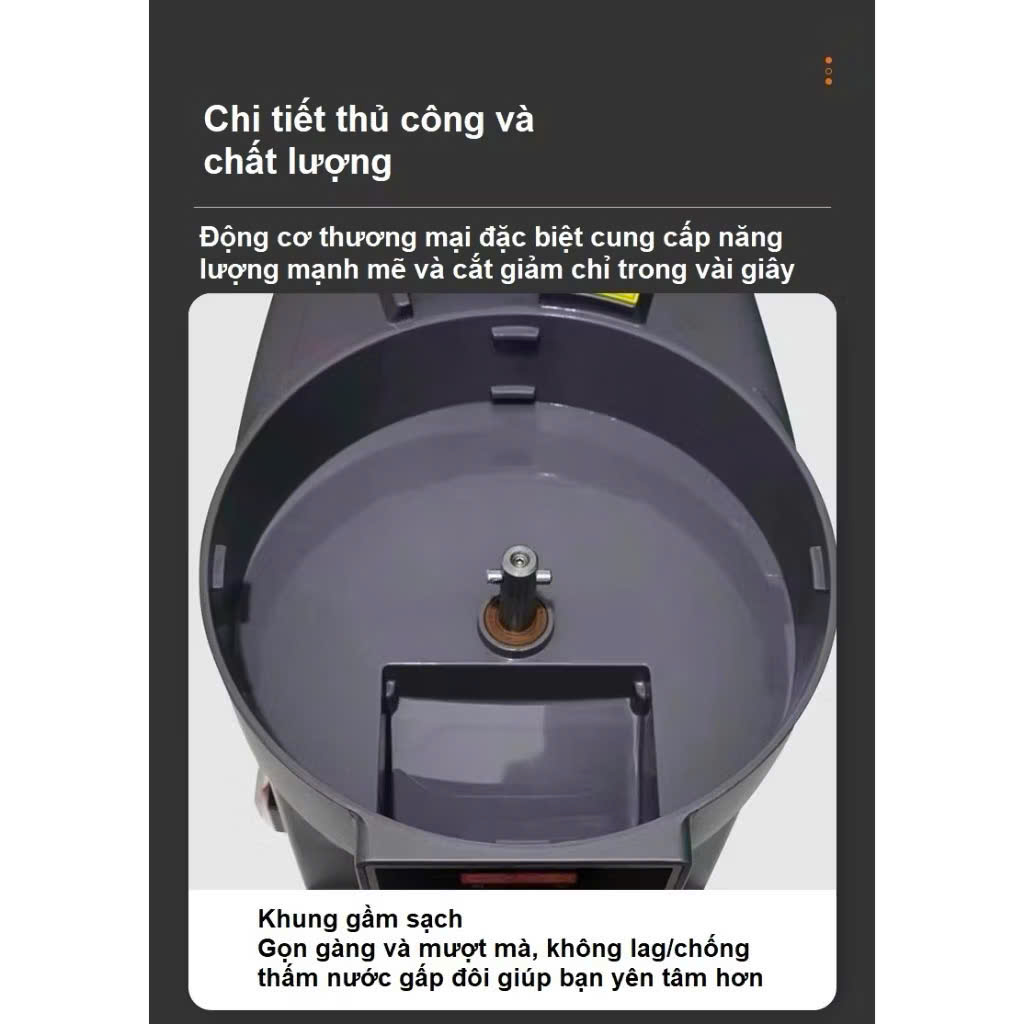 Chi tiết thủ công và
chất lượng
Động cơ thương mại đặc biệt cung cấp năng
lượng mạnh mẽ và cắt giảm chỉ trong vài giây
Khung gầm sạch
Gọn gàng và mượt mà, không lag/chống
thấm nước gấp đôi giúp bạn yên tâm hơn